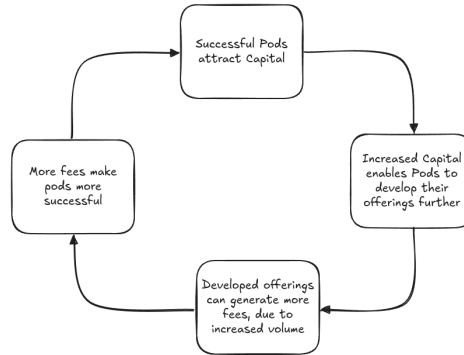 Successful Pods
attract Capital
Increased Capital
enables Pods to
develop their
offerings further
Developed offerings
can generate more
fees, due to
increased volume
More fees make
pods more
successful